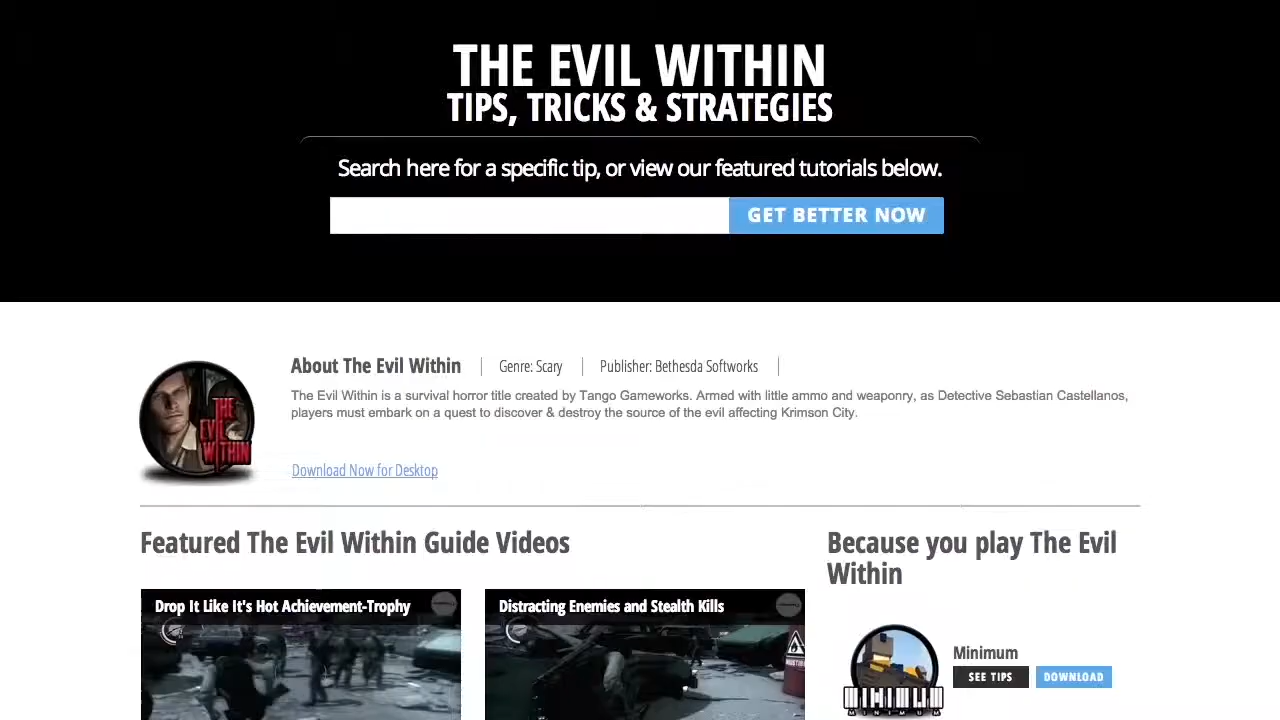 THE EVIL WITHIN
TIPS, TRICKS & STRATEGIES
Search here for a specific tip, or view our featured tutorials below.
GET BETTER NOW
About The Evil Within
Genre: Scary
Publisher: Bethesda Softworks
The Evil Within is a survival horror title created by Tango Gameworks. Armed with little ammo and weaponry, as Detective Sebastian Castellanos,
players must embark on a quest to discover & destroy the source of the evil affecting Krimson City.
THE
EVIL
WITHIN
Download Now for Desktop
Featured The Evil Within Guide Videos
Because you play The Evil
Within
Drop It Like It's Hot Achievement-Trophy
Distracting Enemies and Stealth Kills
Minimum
SEE TIPS
DOWNLOAD
MINIMUM
MINIMUM